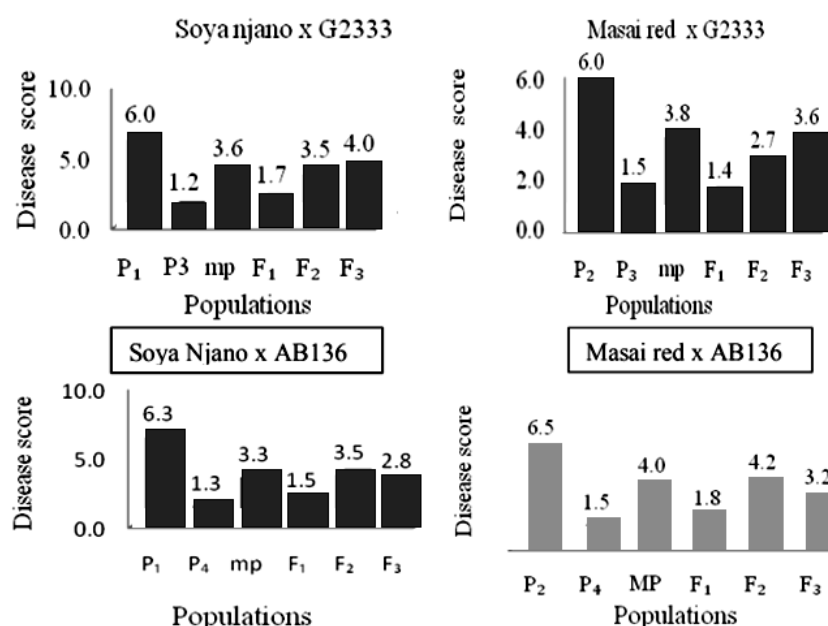 Soya njano x G2333
Disease score
10.0
5.0
0.0
6.0
1.2
3.6
1.7
3.5
4.0
P₁ P3 mp F₁ F₂ F₃
Populations
Masai red x G2333
Disease score
6.0
4.0
2.0
0.0
6.0
1.5
3.8
1.4
2.7
3.6
P₂ P₃ mp F₁ F₂ F₃
Populations
Soya Njano x AB136
Disease score
10.0
5.0
0.0
6.3
1.3
3.3
1.5
3.5
2.8
P₁ P₄ mp F₁ F₂ F₃
Populations
Masai red x AB136
Disease score
6.5
1.5
4.0
1.8
4.2
3.2
P₂ P₄ MP F₁ F₂ F₃
Populations